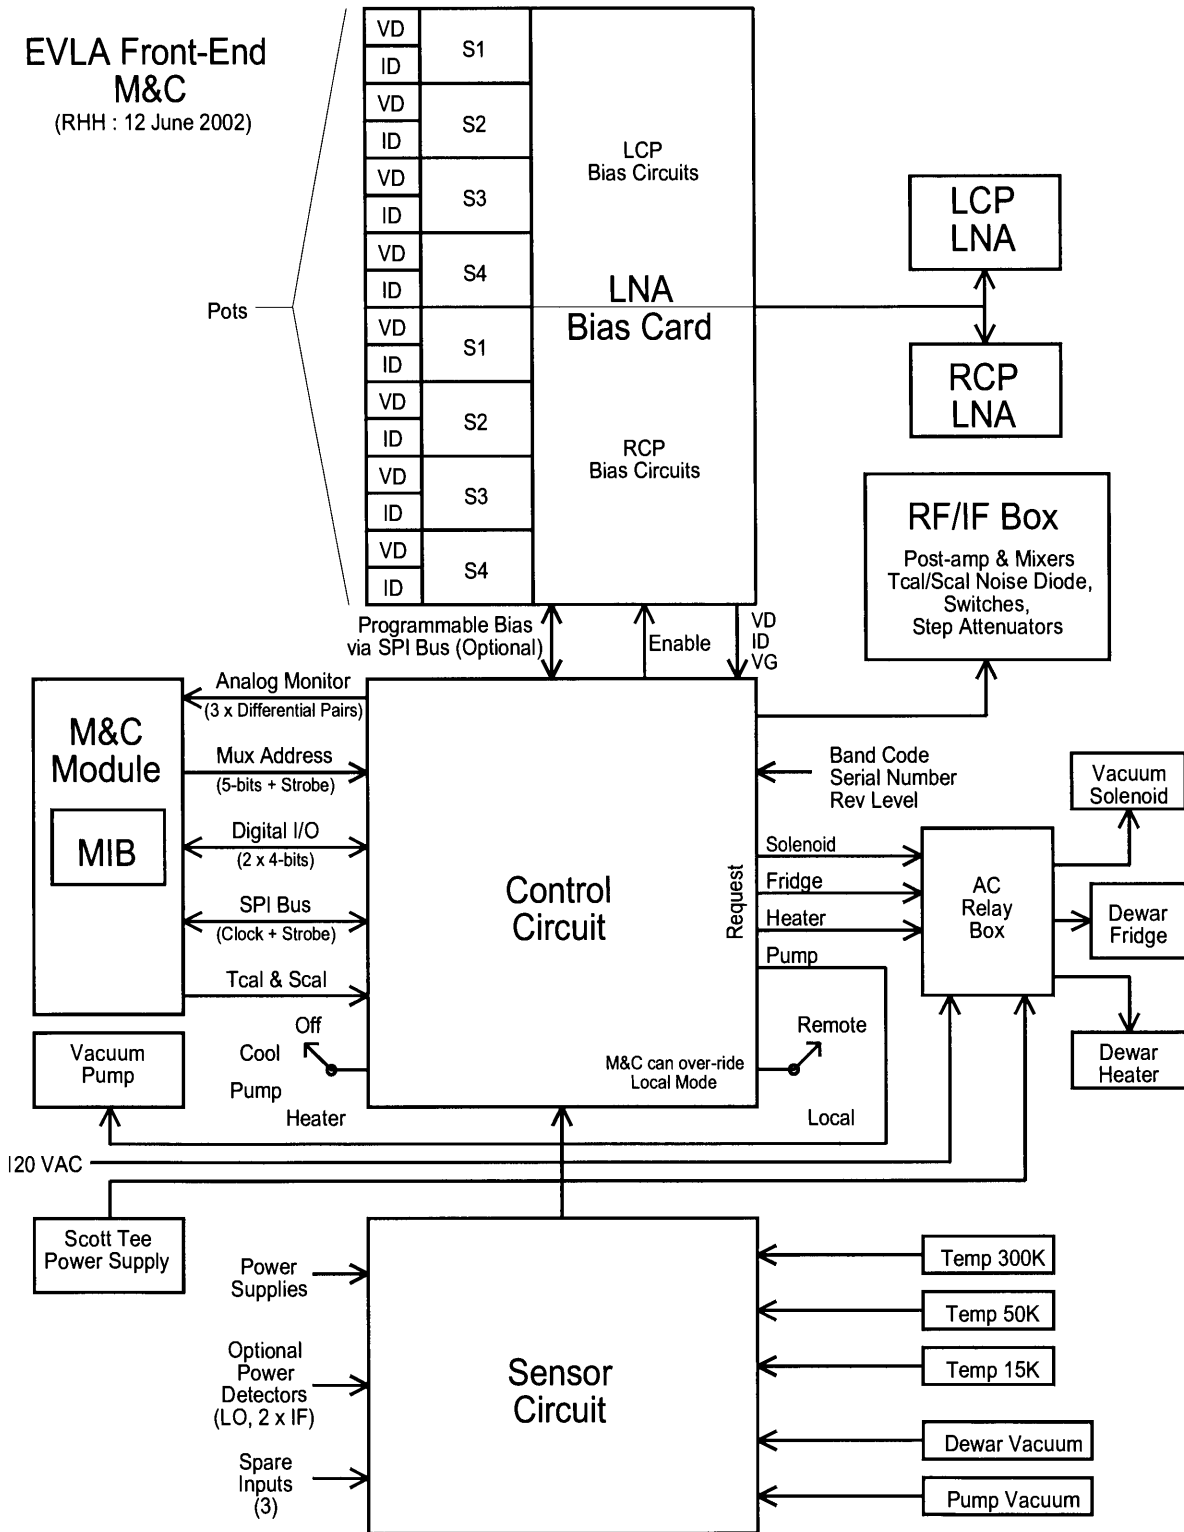 EVLA Front-End
M&C
(RHH : 12 June 2002)
Pots
VD
ID
S1
VD
ID
S2
VD
ID
S3
VD
ID
S4
VD
ID
S1
VD
ID
S2
VD
ID
S3
VD
ID
S4
LCP
Bias Circuits
LNA
Bias Card
RCP
Bias Circuits
LCP
LNA
RCP
LNA
RF/IF Box
Post-amp & Mixers
Tcal/Scal Noise Diode,
Switches,
Step Attenuators
Programmable Bias
via SPI Bus (Optional)
Enable
VD
ID
VG
M&C
Module
MIB
Analog Monitor
(3 x Differential Pairs)
Mux Address
(5-bits + Strobe)
Digital I/O
(2 x 4-bits)
SPI Bus
(Clock + Strobe)
Tcal & Scal
Control
Circuit
Band Code
Serial Number
Rev Level
Request
Solenoid
Fridge
Heater
Pump
AC
Relay
Box
Vacuum
Solenoid
Dewar
Fridge
Dewar
Heater
Off
Cool
Pump
Heater
M&C can over-ride
Local Mode
Remote
Local
Vacuum
Pump
120 VAC
Scott Tee
Power Supply
Power
Supplies
Optional
Power
Detectors
(LO, 2 x IF)
Spare
Inputs
(3)
Sensor
Circuit
Temp 300K
Temp 50K
Temp 15K
Dewar Vacuum
Pump Vacuum